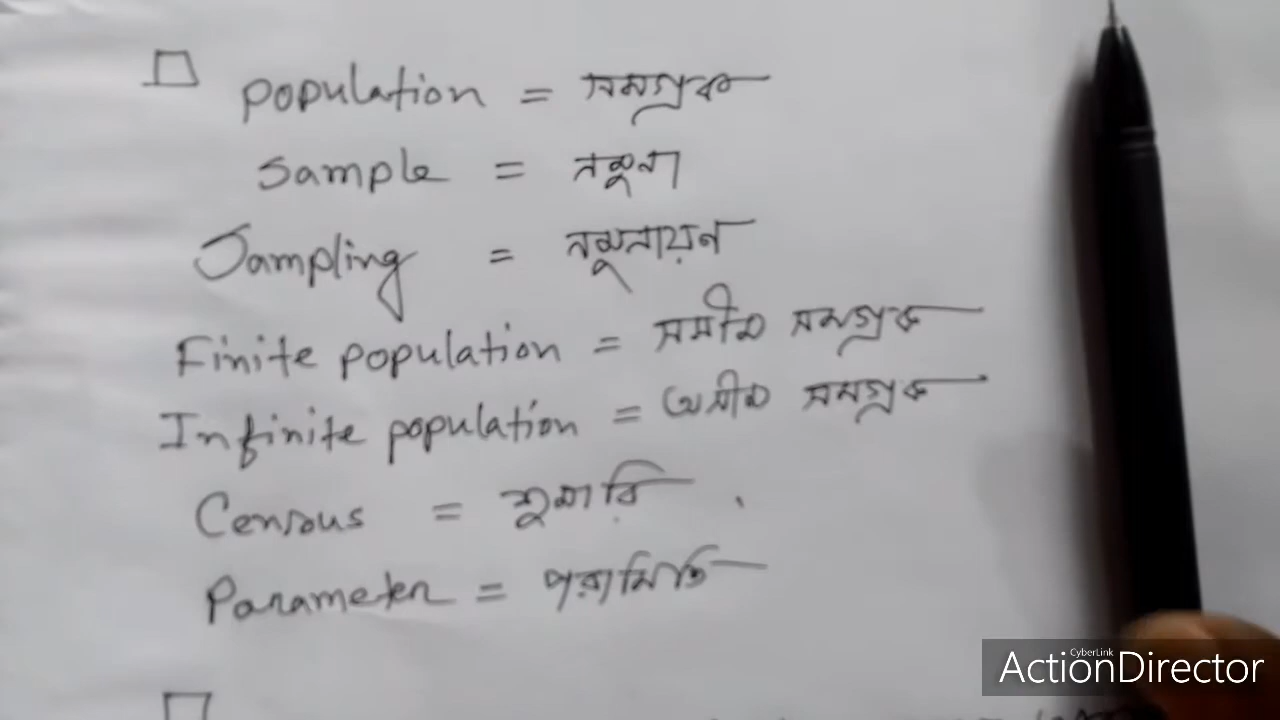 population = সমগ্রক
Sample = নমুনা
Sampling = নমুনায়ন
Finite population = সসীম সমগ্রক
Infinite population = অসীম সমগ্রক
Census = শুমারি
Parameter = পরামিতি
CyberLink
ActionDirector